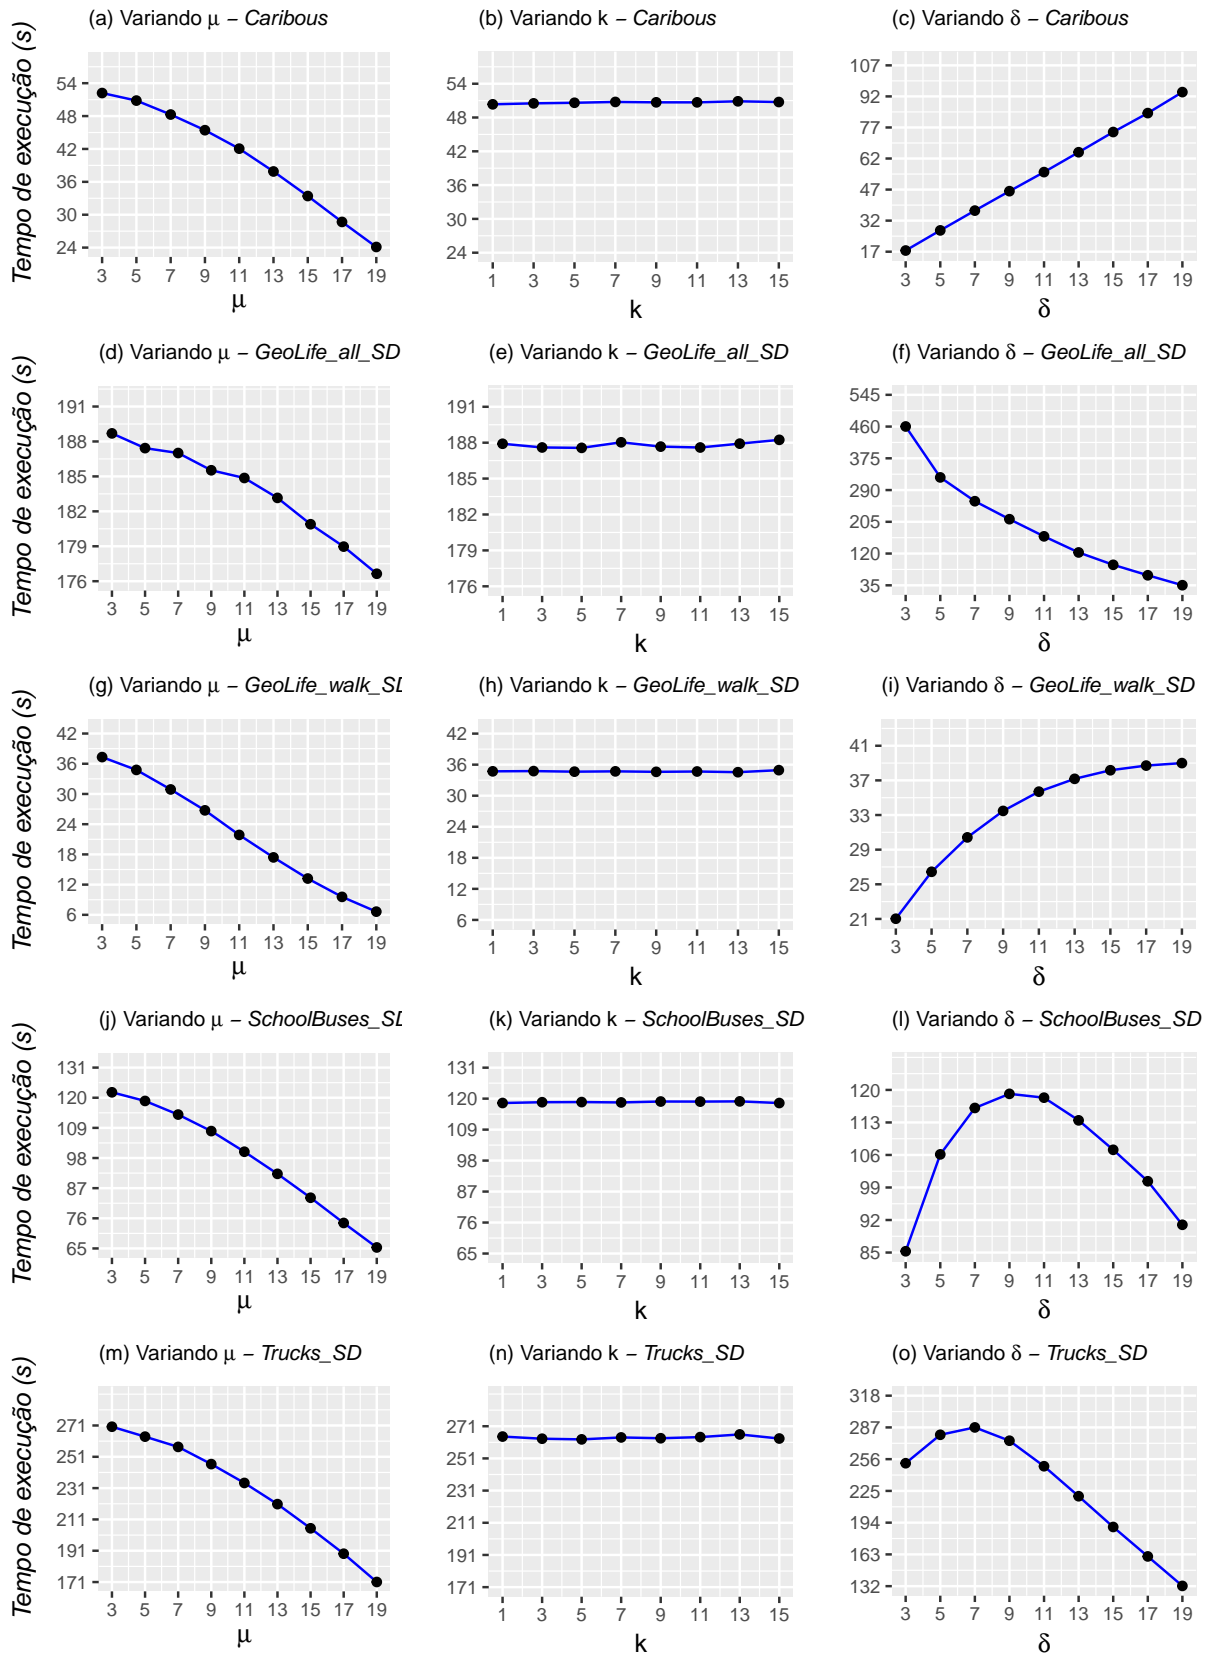 (a) Variando μ – Caribous
(b) Variando k – Caribous
(c) Variando δ – Caribous
Tempo de execução (s)
54
48
42
36
30
24
3 5 7 9 11 13 15 17 19
μ
54
48
42
36
30
24
1 3 5 7 9 11 13 15
k
107
92
77
62
47
32
17
3 5 7 9 11 13 15 17 19
δ
(d) Variando μ – GeoLife_all_SD
(e) Variando k – GeoLife_all_SD
(f) Variando δ – GeoLife_all_SD
Tempo de execução (s)
191
188
185
182
179
176
3 5 7 9 11 13 15 17 19
μ
191
188
185
182
179
176
1 3 5 7 9 11 13 15
k
545
460
375
290
205
120
35
3 5 7 9 11 13 15 17 19
δ
(g) Variando μ – GeoLife_walk_SD
(h) Variando k – GeoLife_walk_SD
(i) Variando δ – GeoLife_walk_SD
Tempo de execução (s)
42
36
30
24
18
12
6
3 5 7 9 11 13 15 17 19
μ
42
36
30
24
18
12
6
1 3 5 7 9 11 13 15
k
41
37
33
29
25
21
3 5 7 9 11 13 15 17 19
δ
(j) Variando μ – SchoolBuses_SD
(k) Variando k – SchoolBuses_SD
(l) Variando δ – SchoolBuses_SD
Tempo de execução (s)
131
120
109
98
87
76
65
3 5 7 9 11 13 15 17 19
μ
131
120
109
98
87
76
65
1 3 5 7 9 11 13 15
k
120
113
106
99
92
85
3 5 7 9 11 13 15 17 19
δ
(m) Variando μ – Trucks_SD
(n) Variando k – Trucks_SD
(o) Variando δ – Trucks_SD
Tempo de execução (s)
271
251
231
211
191
171
3 5 7 9 11 13 15 17 19
μ
271
251
231
211
191
171
1 3 5 7 9 11 13 15
k
318
287
256
225
194
163
132
3 5 7 9 11 13 15 17 19
δ